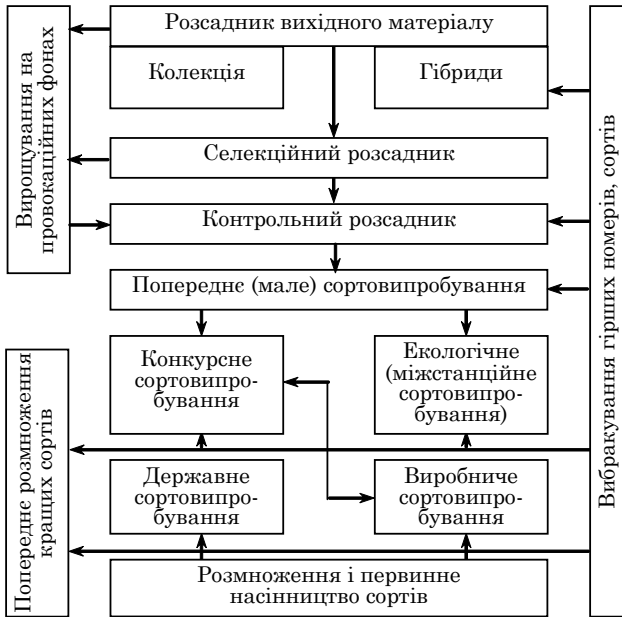 Розсадник вихідного матеріалу
Колекція
Гібриди
Селекційний розсадник
Контрольний розсадник
Попереднє (мале) сортовипробування
Конкурсне
сортовипро-
бування
Екологічне
(міжстанційне
сортовипро-
бування)
Державне
сортовипро-
бування
Виробниче
сортовипро-
бування
Розмноження і первинне
насінництво сортів
Вирощування на
провокаційних фонах
Попереднє розмноження
кращих сортів
Вибракування гірших номерів, сортів